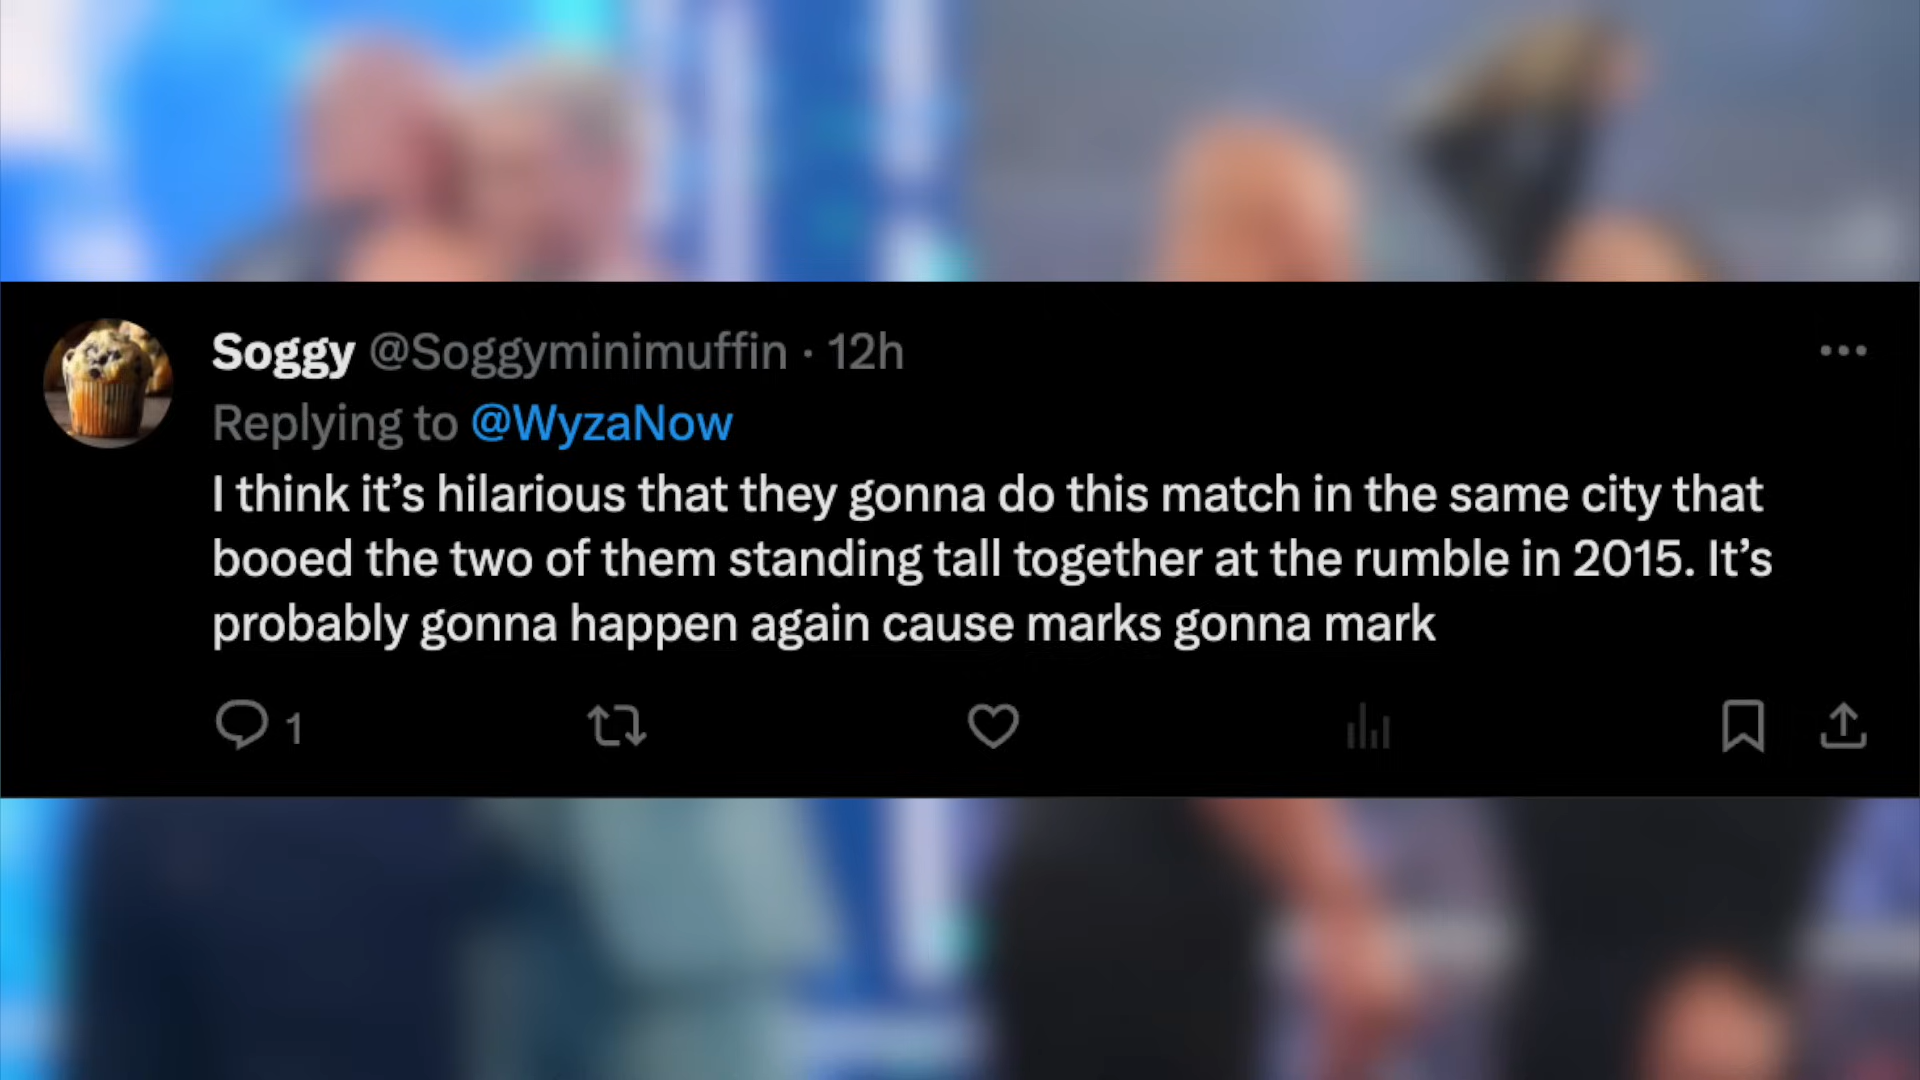 Soggy @Soggyminimuffin · 12h
Replying to @WyzaNow
I think it’s hilarious that they gonna do this match in the same city that
booed the two of them standing tall together at the rumble in 2015. It’s
probably gonna happen again cause marks gonna mark
1